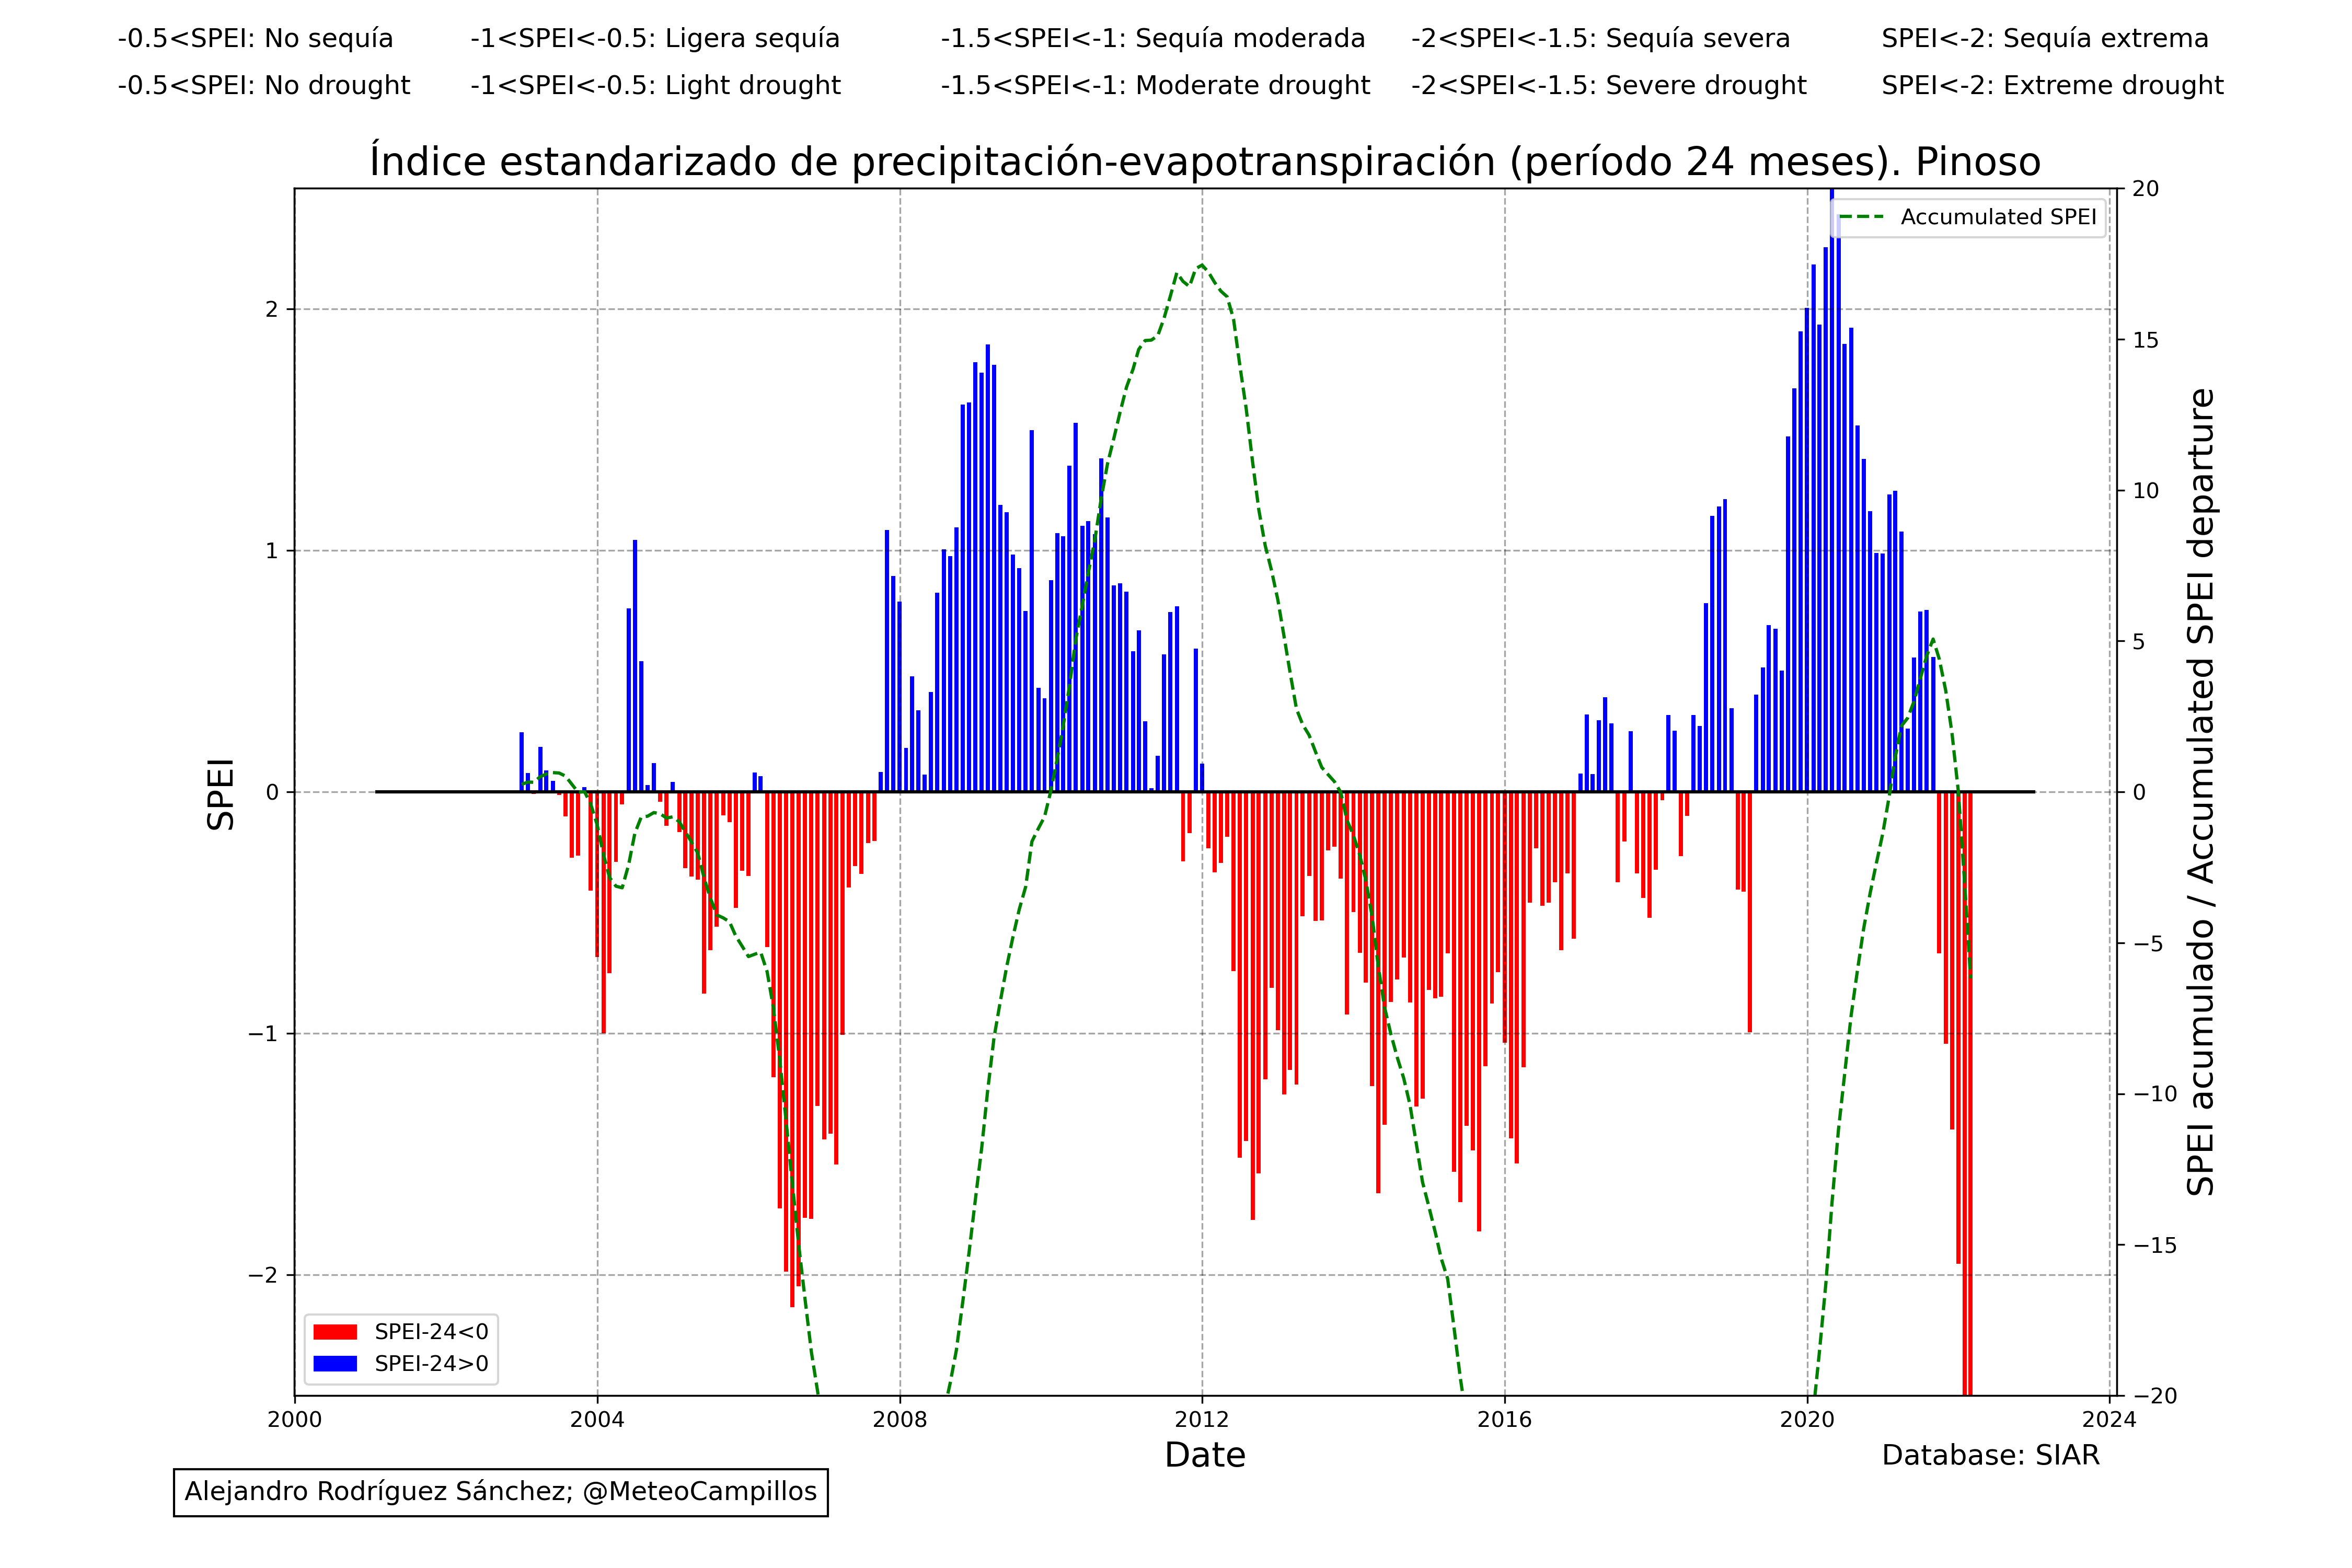 -0.5<SPEI: No sequía -1<SPEI<-0.5: Ligera sequía -1.5<SPEI<-1: Sequía moderada -2<SPEI<-1.5: Sequía severa SPEI<-2: Sequía extrema
-0.5<SPEI: No drought -1<SPEI<-0.5: Light drought -1.5<SPEI<-1: Moderate drought -2<SPEI<-1.5: Severe drought SPEI<-2: Extreme drought
Índice estandarizado de precipitación-evapotranspiración (período 24 meses). Pinoso
Accumulated SPEI
SPEI
2
1
0
−1
−2
20
15
10
5
0
−5
−10
−15
−20
SPEI acumulado / Accumulated SPEI departure
SPEI-24<0
SPEI-24>0
2000 2004 2008 2012 2016 2020 2024
Date
Database: SIAR
Alejandro Rodríguez Sánchez; @MeteoCampillos